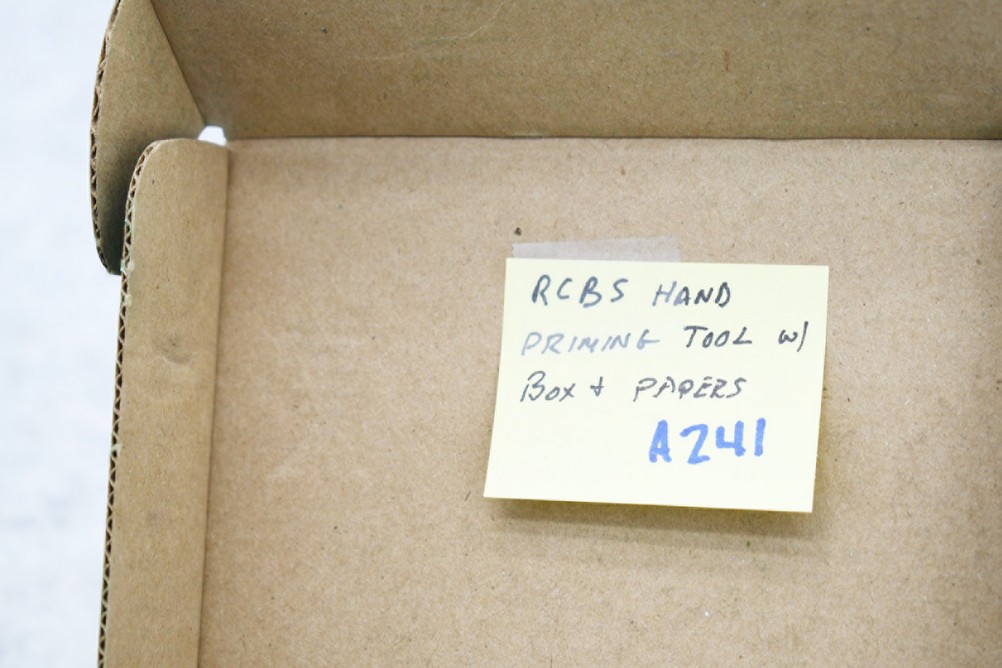 RCBS HAND
PRIMING TOOL w/
Box + PAPERS
A241